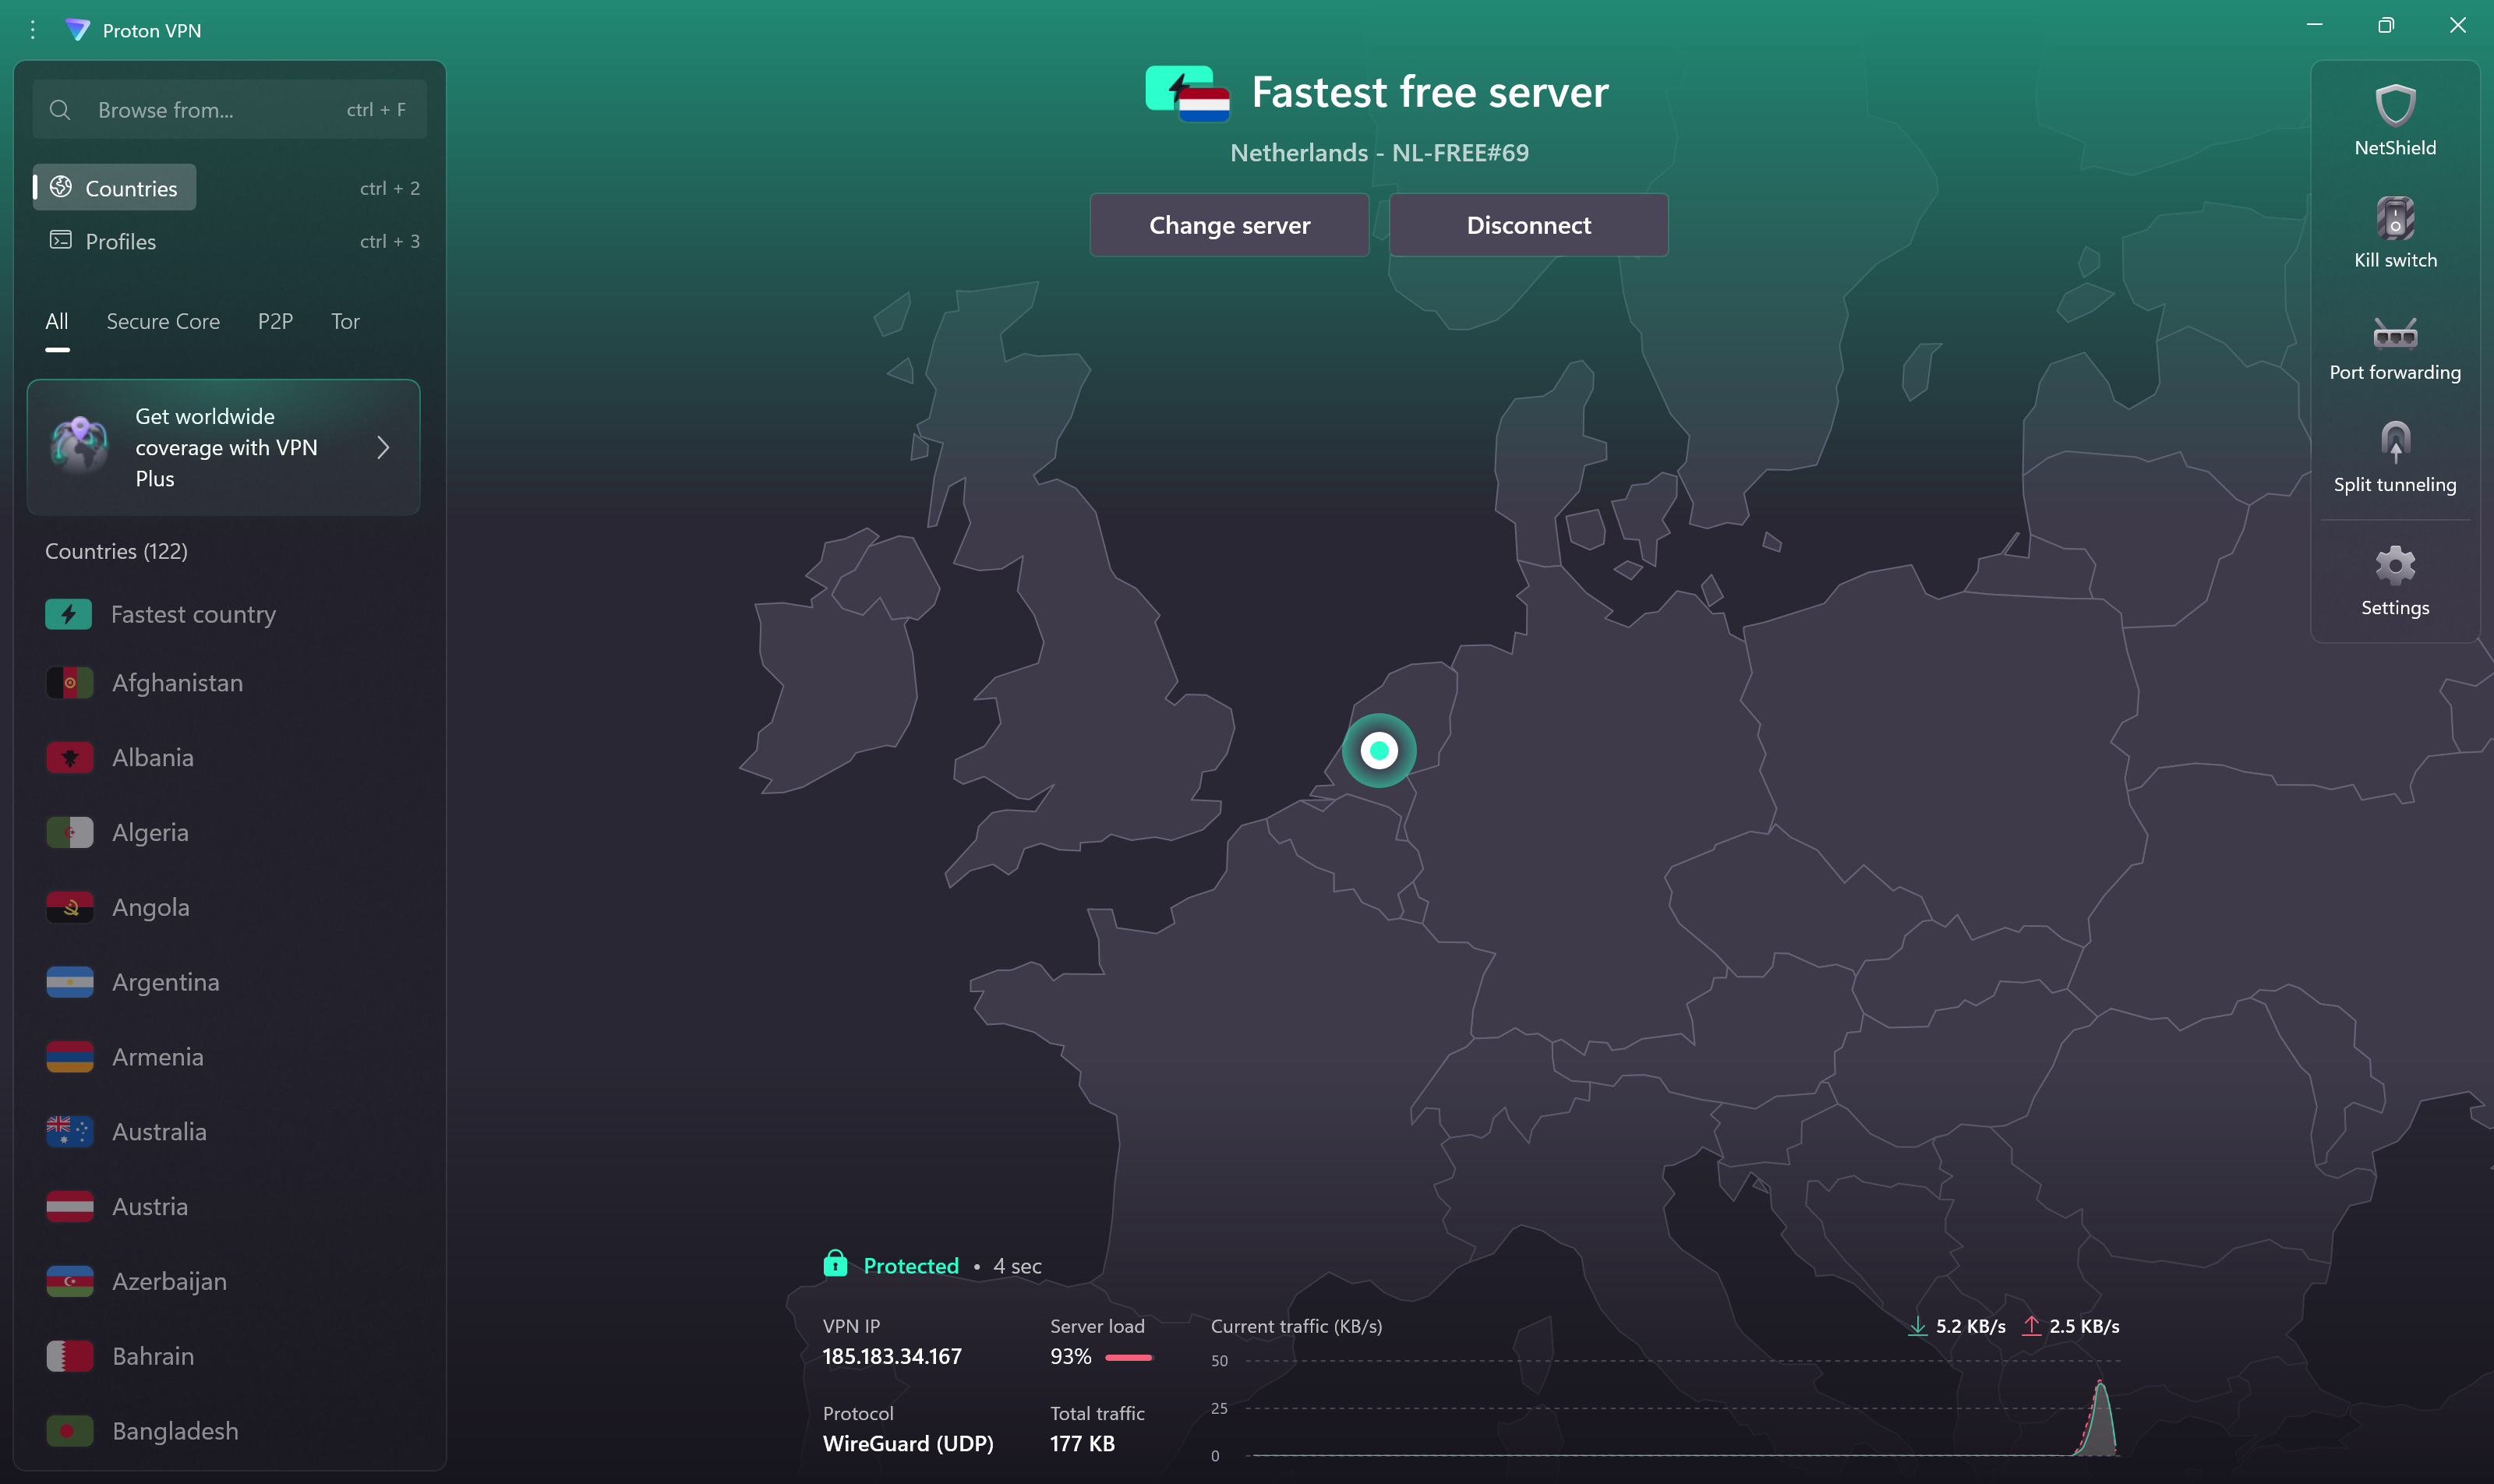 Proton VPN
Browse from...
ctrl + F
Countries
ctrl + 2
Profiles
ctrl + 3
All
Secure Core
P2P
Tor
Get worldwide
coverage with VPN
Plus
Countries (122)
Fastest country
Afghanistan
Albania
Algeria
Angola
Argentina
Armenia
Australia
Austria
Azerbaijan
Bahrain
Bangladesh
Fastest free server
Netherlands - NL-FREE#69
Change server
Disconnect
NetShield
Kill switch
Port forwarding
Split tunneling
Settings
Protected • 4 sec
VPN IP
185.183.34.167
Server load
93%
Protocol
WireGuard (UDP)
Total traffic
177 KB
Current traffic (KB/s)
5.2 KB/s
2.5 KB/s
50
25
0